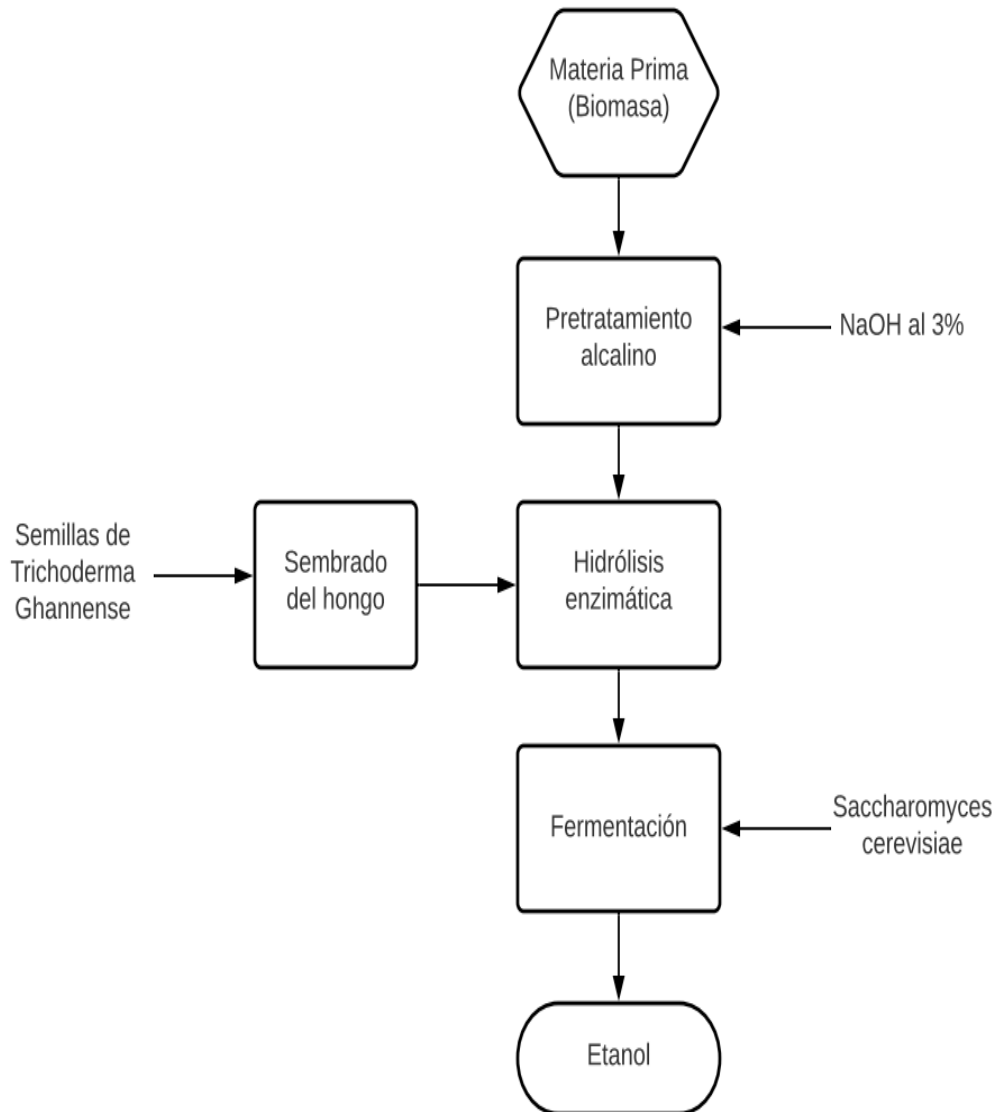 Materia Prima
(Biomasa)
Pretratamiento
alcalino
NaOH al 3%
Semillas de
Trichoderma
Ghannense
Sembrado
del hongo
Hidrólisis
enzimática
Fermentación
Saccharomyces
cerevisiae
Etanol